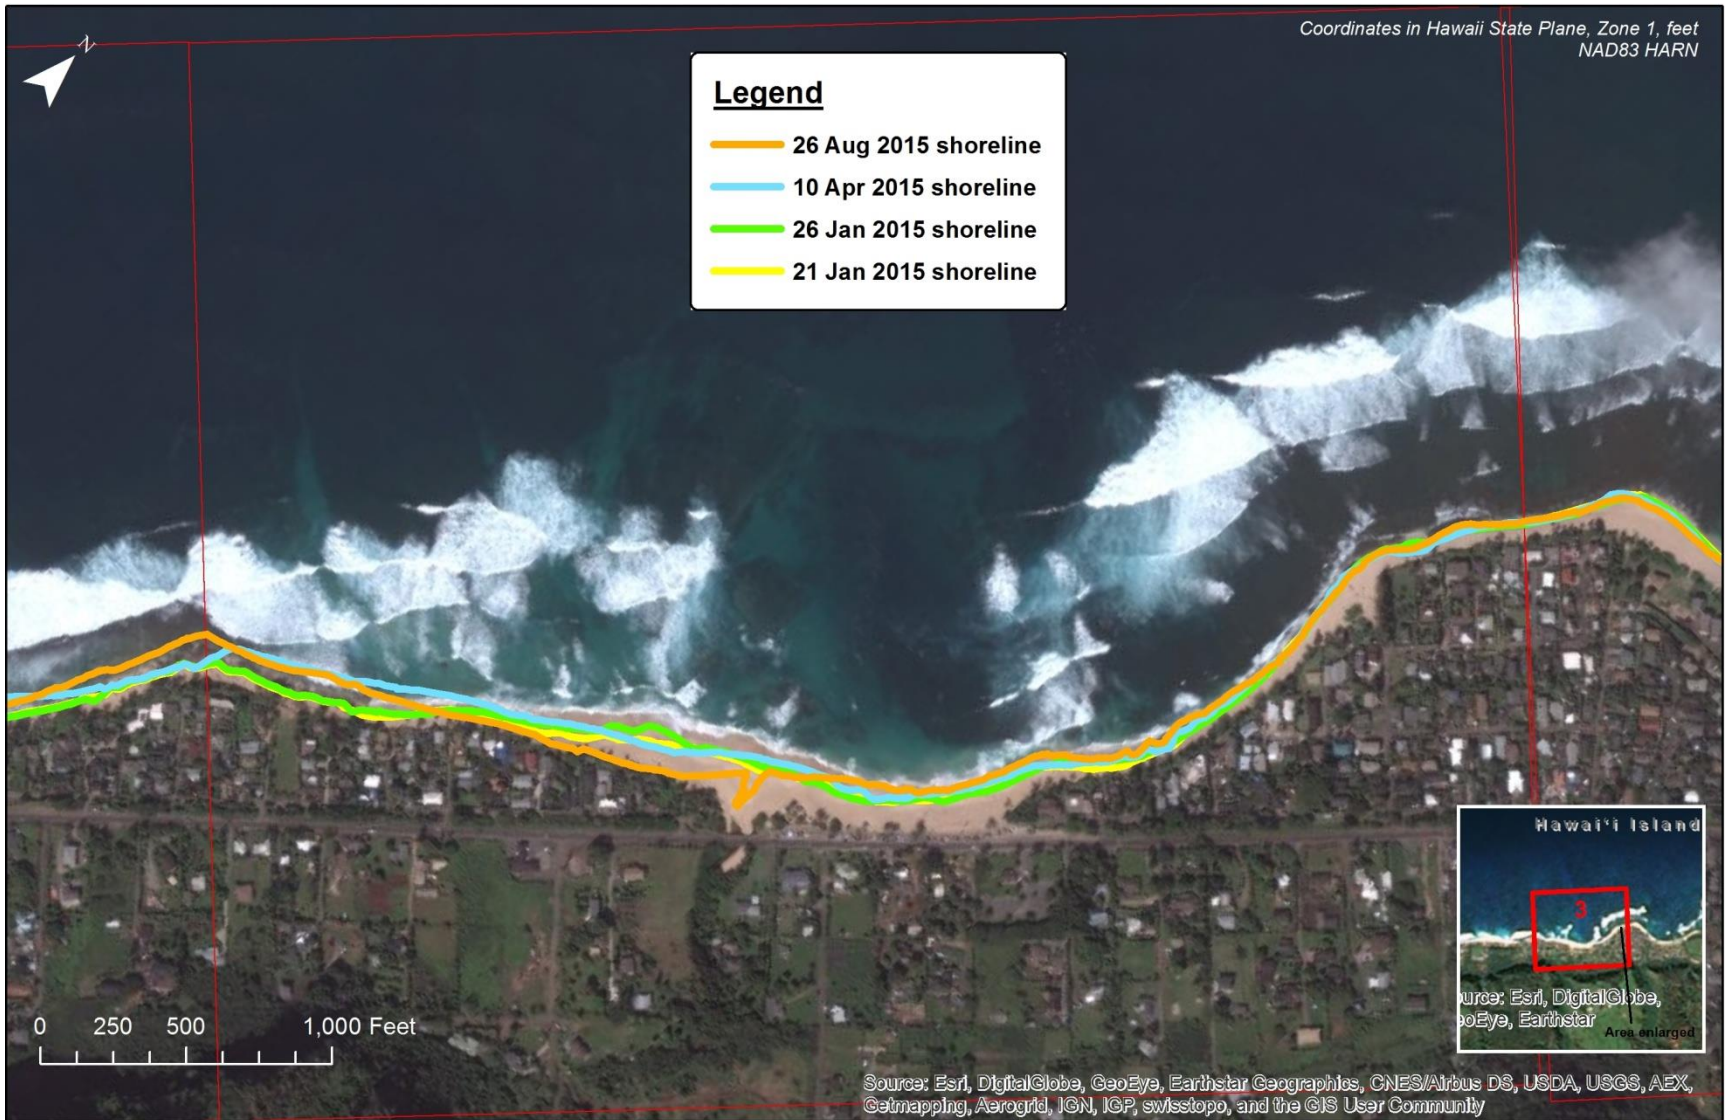 Coordinates in Hawaii State Plane, Zone 1, feet
NAD83 HARN
N
Legend
26 Aug 2015 shoreline
10 Apr 2015 shoreline
26 Jan 2015 shoreline
21 Jan 2015 shoreline
Hawai‘i Island
3
ource: Esri, DigitalGlobe,
eoEye, Earthstar
Area enlarged
0 250 500 1,000 Feet
Source: Esri, DigitalGlobe, GeoEye, Earthstar Geographics, CNES/Airbus DS, USDA, USGS, AEX,
Getmapping, Aerogrid, IGN, IGP, swisstopo, and the GIS User Community